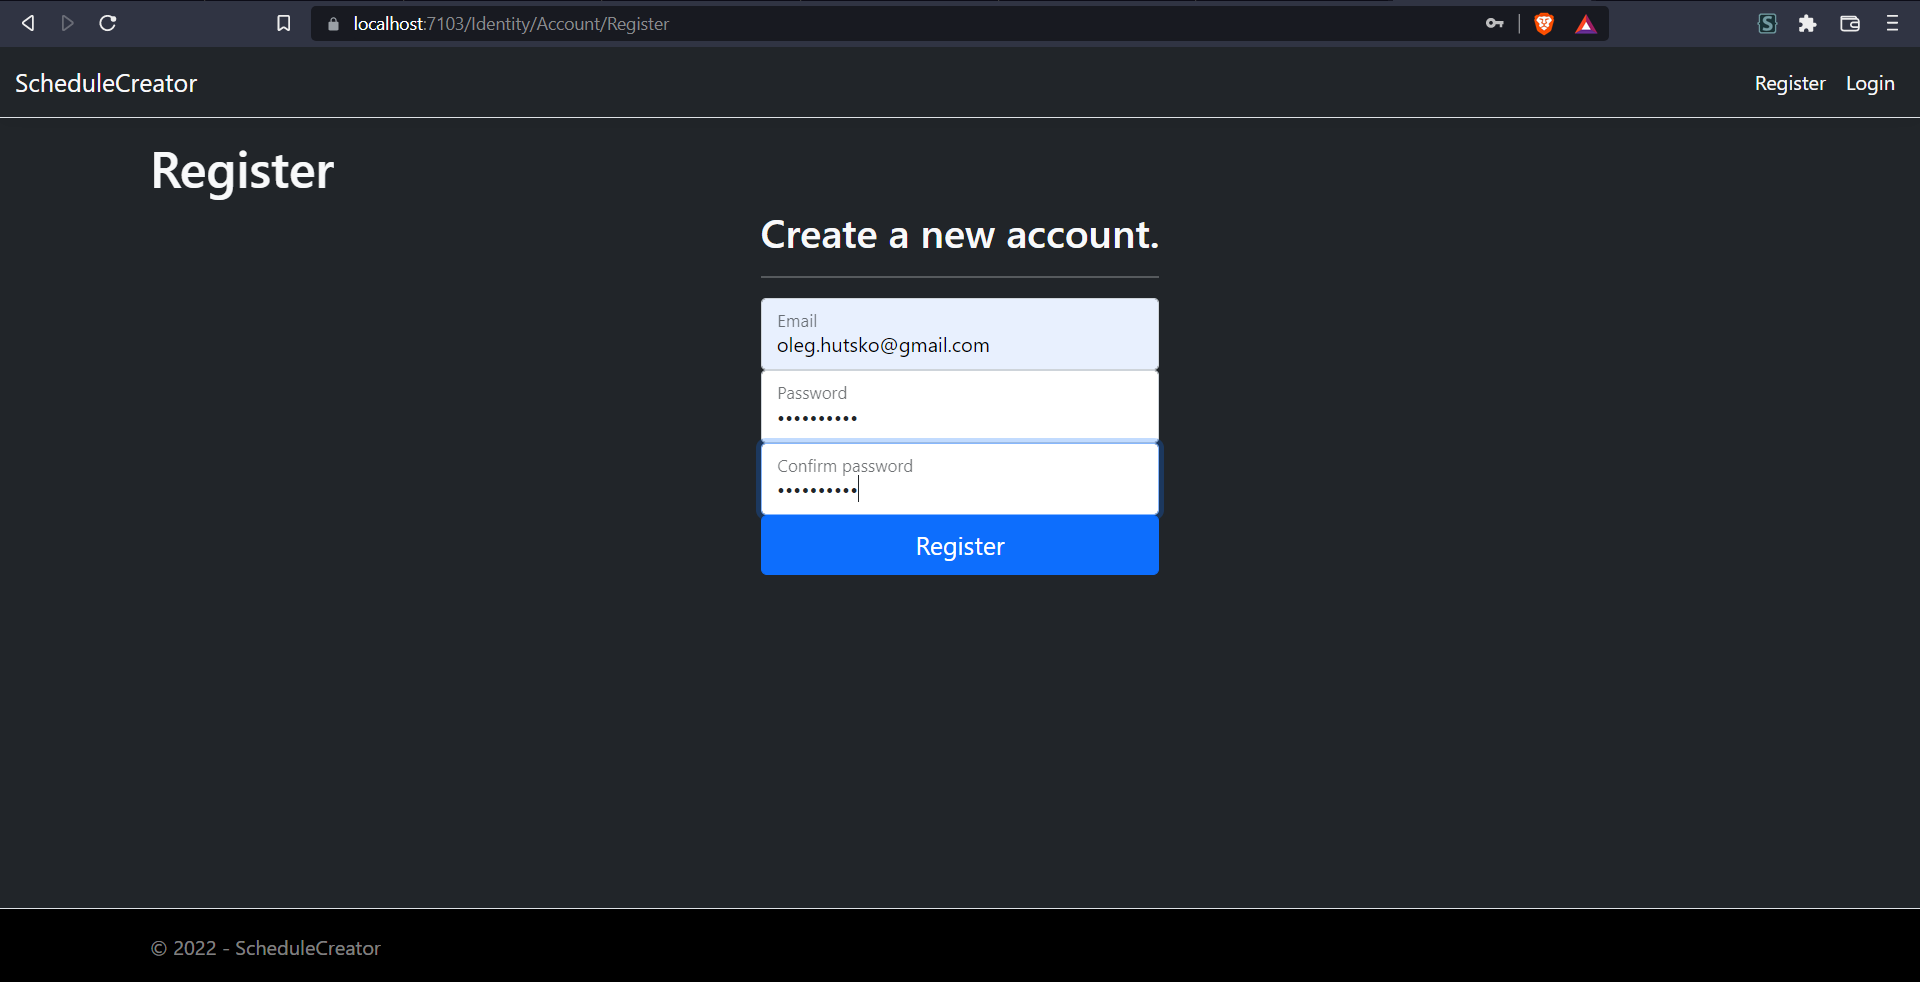 localhost:7103/Identity/Account/Register
ScheduleCreator
Register Login
Register
Create a new account.
Email
oleg.hutsko@gmail.com
Password
••••••••••
Confirm password
••••••••••
Register
© 2022 - ScheduleCreator